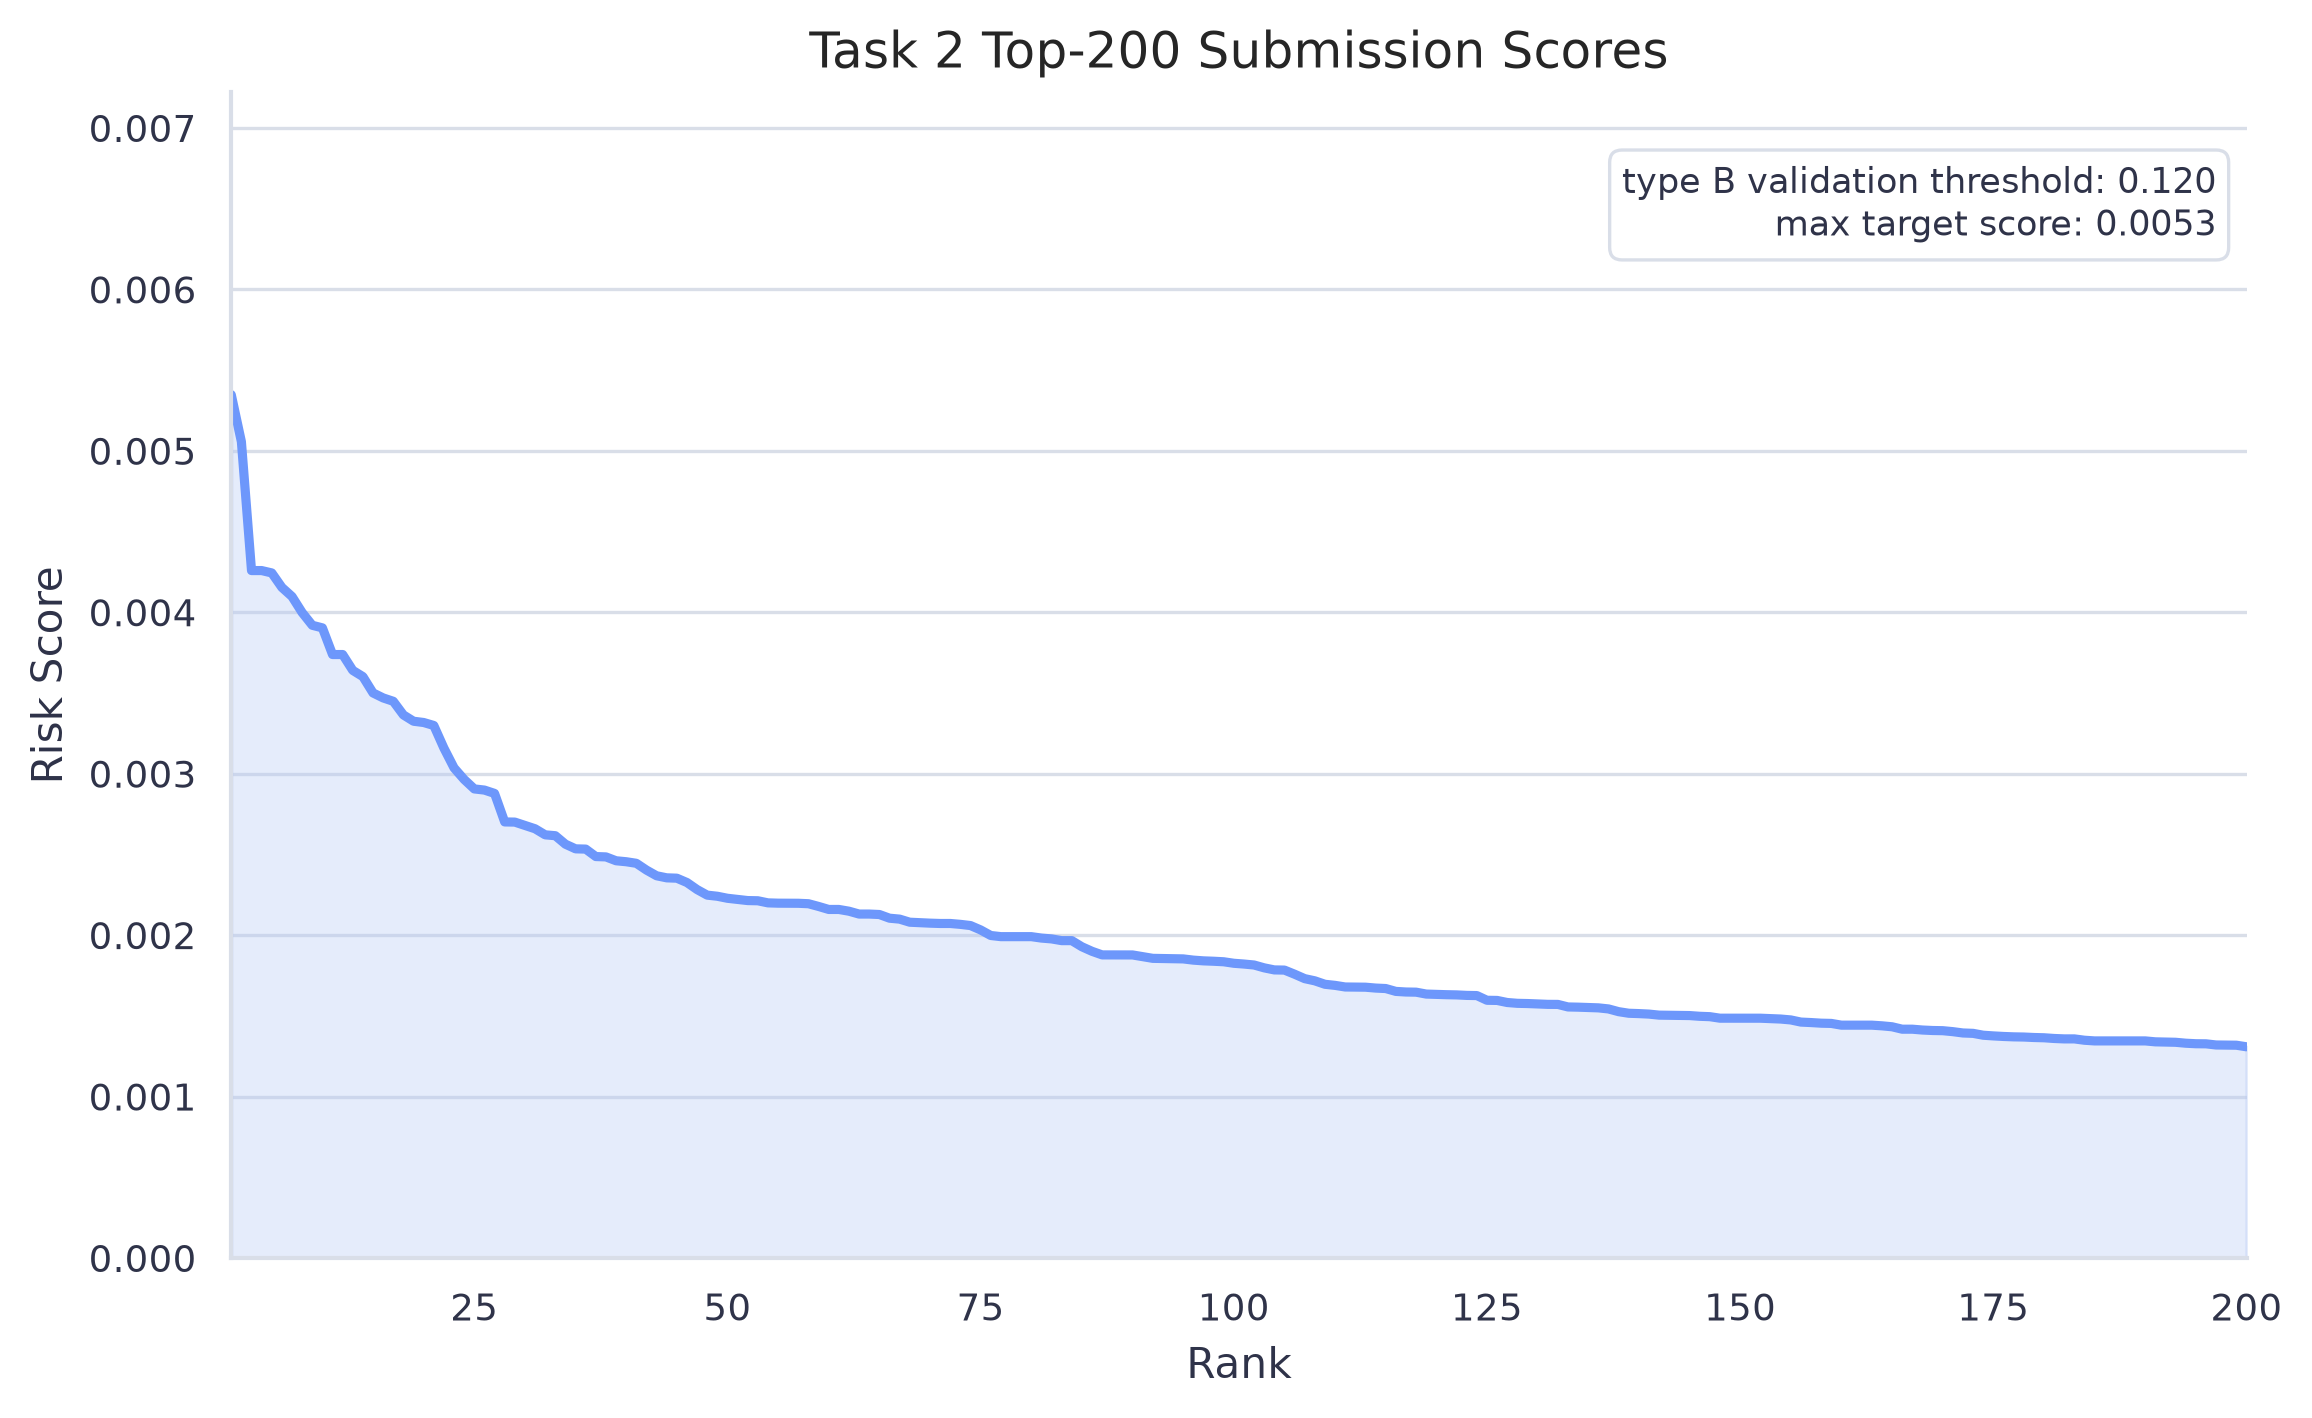 Task 2 Top-200 Submission Scores
0.007
type B validation threshold: 0.120
max target score: 0.0053
0.006
0.005
0.004
0.003
0.002
0.001
0.000
Risk Score
25 50 75 100 125 150 175 200
Rank